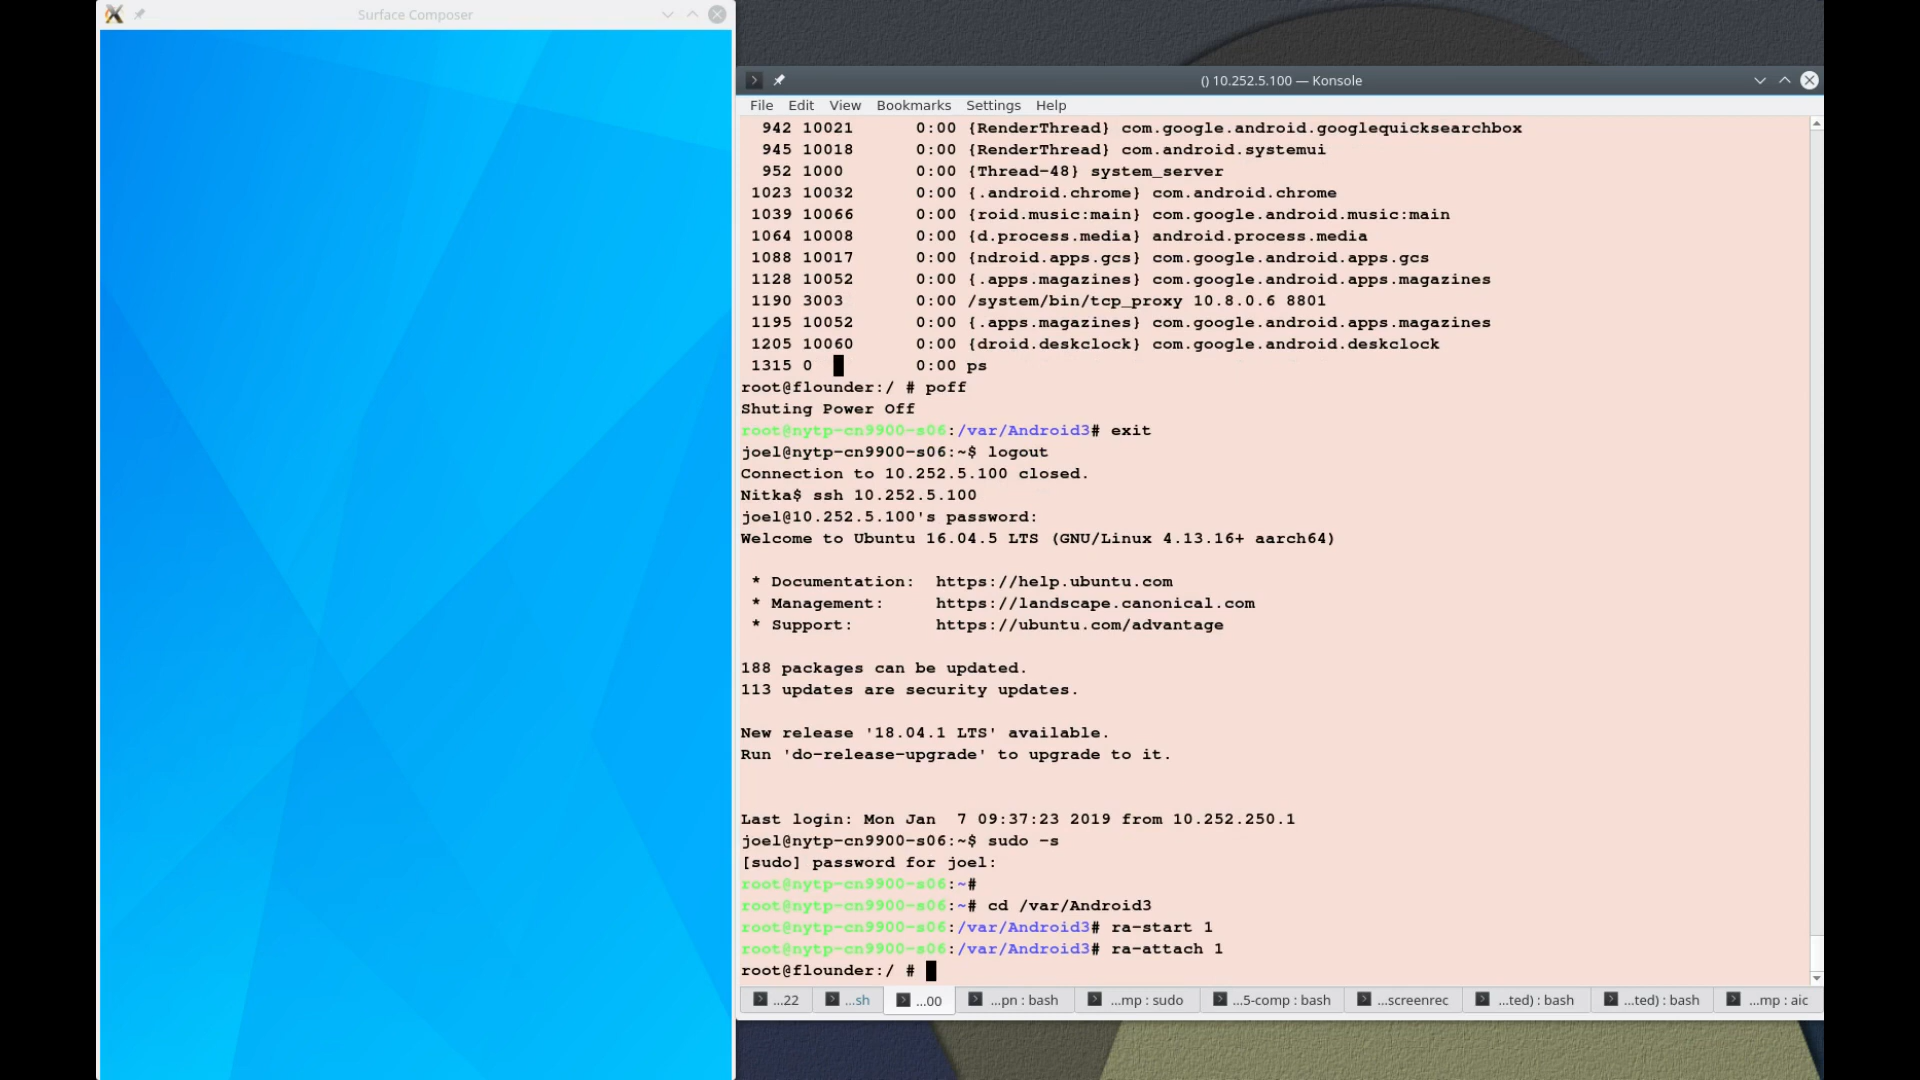 Surface Composer
() 10.252.5.100 — Konsole
File Edit View Bookmarks Settings Help
942 10021 0:00 {RenderThread} com.google.android.googlequicksearchbox
945 10018 0:00 {RenderThread} com.android.systemui
952 1000 0:00 {Thread-48} system_server
1023 10032 0:00 {.android.chrome} com.android.chrome
1039 10066 0:00 {roid.music:main} com.google.android.music:main
1064 10008 0:00 {d.process.media} android.process.media
1088 10017 0:00 {ndroid.apps.gcs} com.google.android.apps.gcs
1128 10052 0:00 {.apps.magazines} com.google.android.apps.magazines
1190 3003 0:00 /system/bin/tcp_proxy 10.8.0.6 8801
1195 10052 0:00 {.apps.magazines} com.google.android.apps.magazines
1205 10060 0:00 {droid.deskclock} com.google.android.deskclock
1315 0 0:00 ps
root@flounder:/ # poff
Shuting Power Off
root@nytp-cn9900-s06:/var/Android3# exit
joel@nytp-cn9900-s06:~$ logout
Connection to 10.252.5.100 closed.
Nitka$ ssh 10.252.5.100
joel@10.252.5.100's password:
Welcome to Ubuntu 16.04.5 LTS (GNU/Linux 4.13.16+ aarch64)
* Documentation: https://help.ubuntu.com
* Management: https://landscape.canonical.com
* Support: https://ubuntu.com/advantage
188 packages can be updated.
113 updates are security updates.
New release '18.04.1 LTS' available.
Run 'do-release-upgrade' to upgrade to it.
Last login: Mon Jan 7 09:37:23 2019 from 10.252.250.1
joel@nytp-cn9900-s06:~$ sudo -s
[sudo] password for joel:
root@nytp-cn9900-s06:~#
root@nytp-cn9900-s06:~# cd /var/Android3
root@nytp-cn9900-s06:/var/Android3# ra-start 1
root@nytp-cn9900-s06:/var/Android3# ra-attach 1
root@flounder:/ #
...22 ...sh ...00 ...pn : bash ...mp : sudo ...5-comp : bash ...screenrec ...ted) : bash ...ted) : bash ...mp : aic